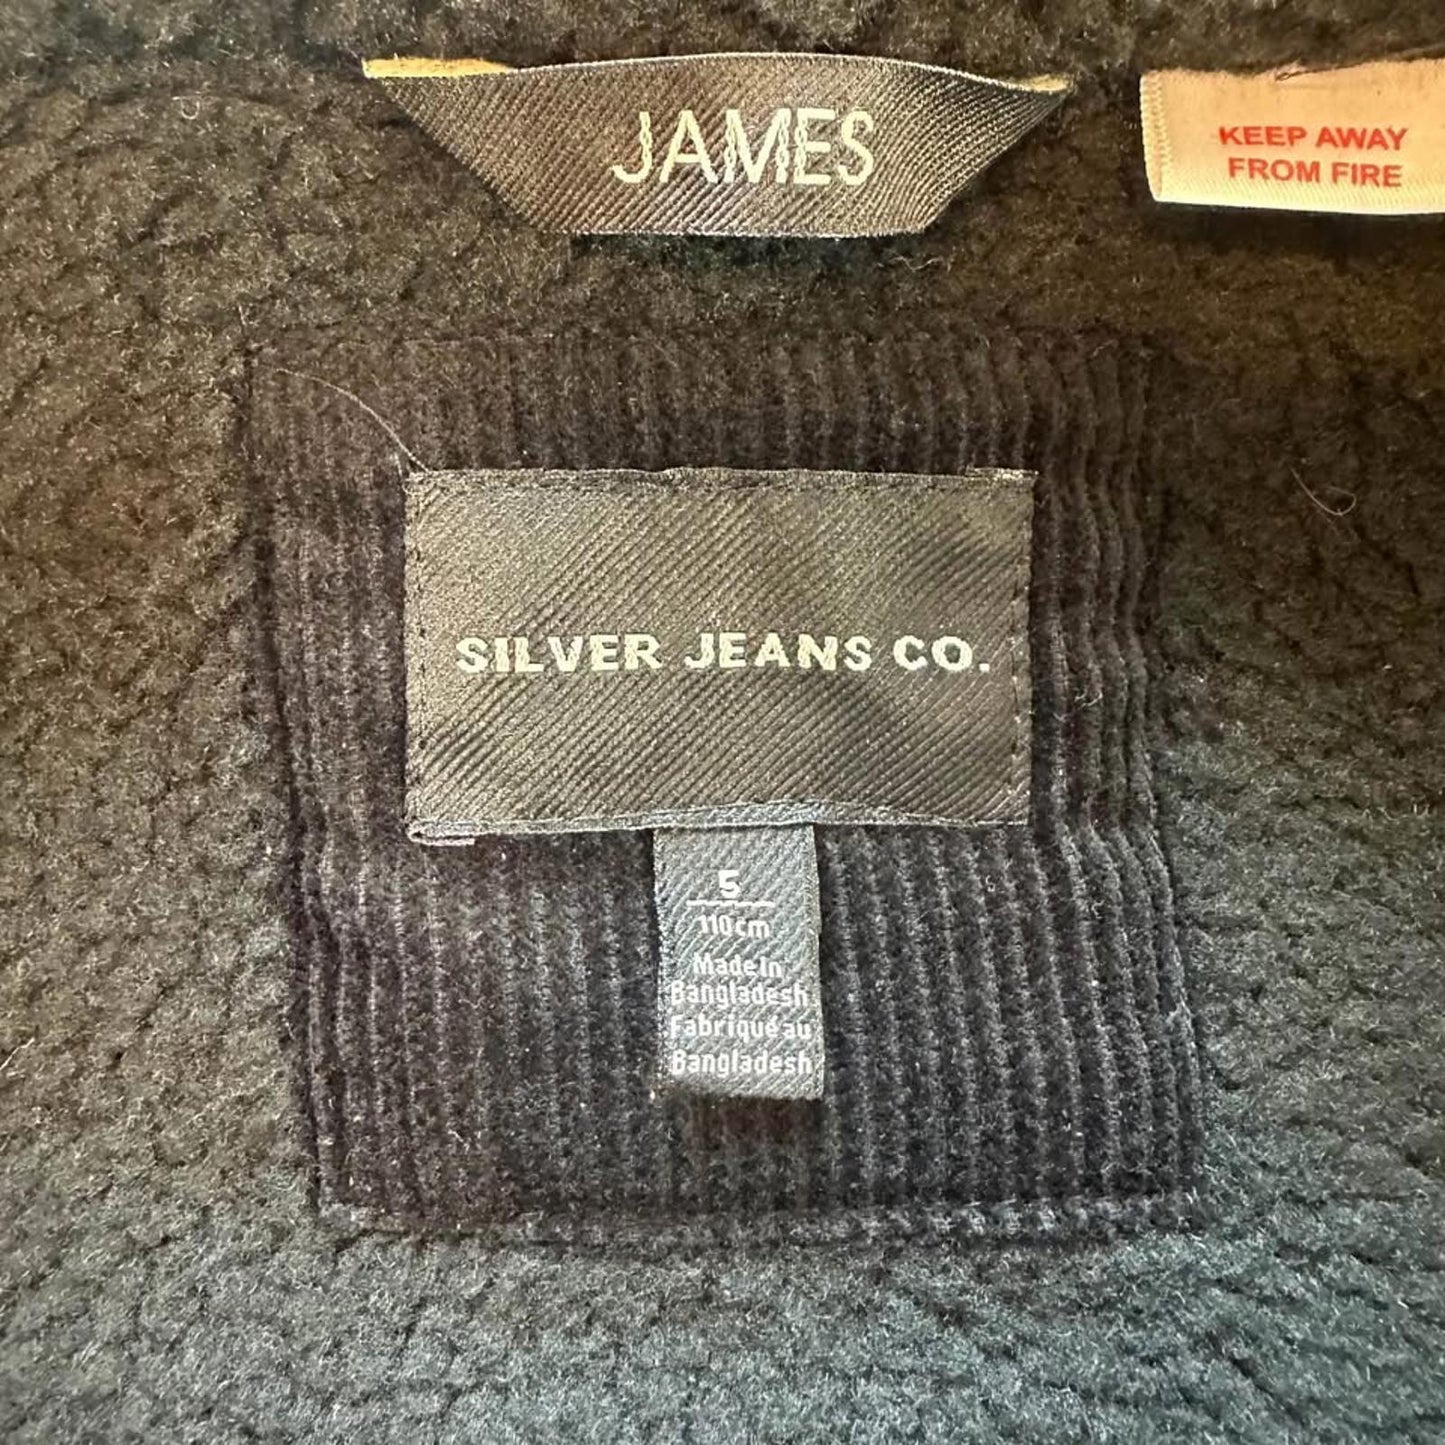 JAMES
KEEP AWAY
FROM FIRE
SILVER JEANS CO.
5
110cm
Made in
Bangladesh
Fabriqué au
Bangladesh